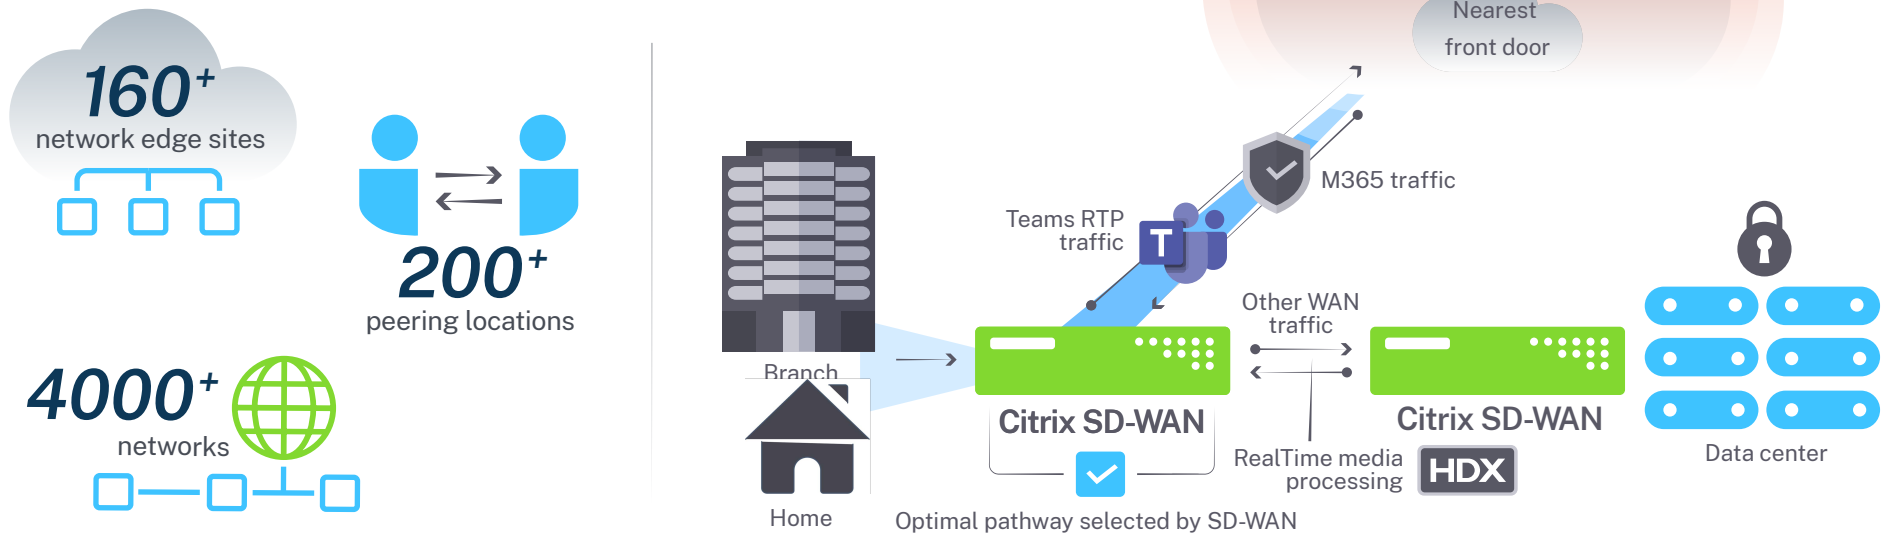 160+
network edge sites
200+
peering locations
4000+
networks
Nearest
front door
M365 traffic
Teams RTP
traffic
T
Branch
Home
Other WAN
traffic
Citrix SD-WAN
Citrix SD-WAN
RealTime media
processing
HDX
Data center
Optimal pathway selected by SD-WAN